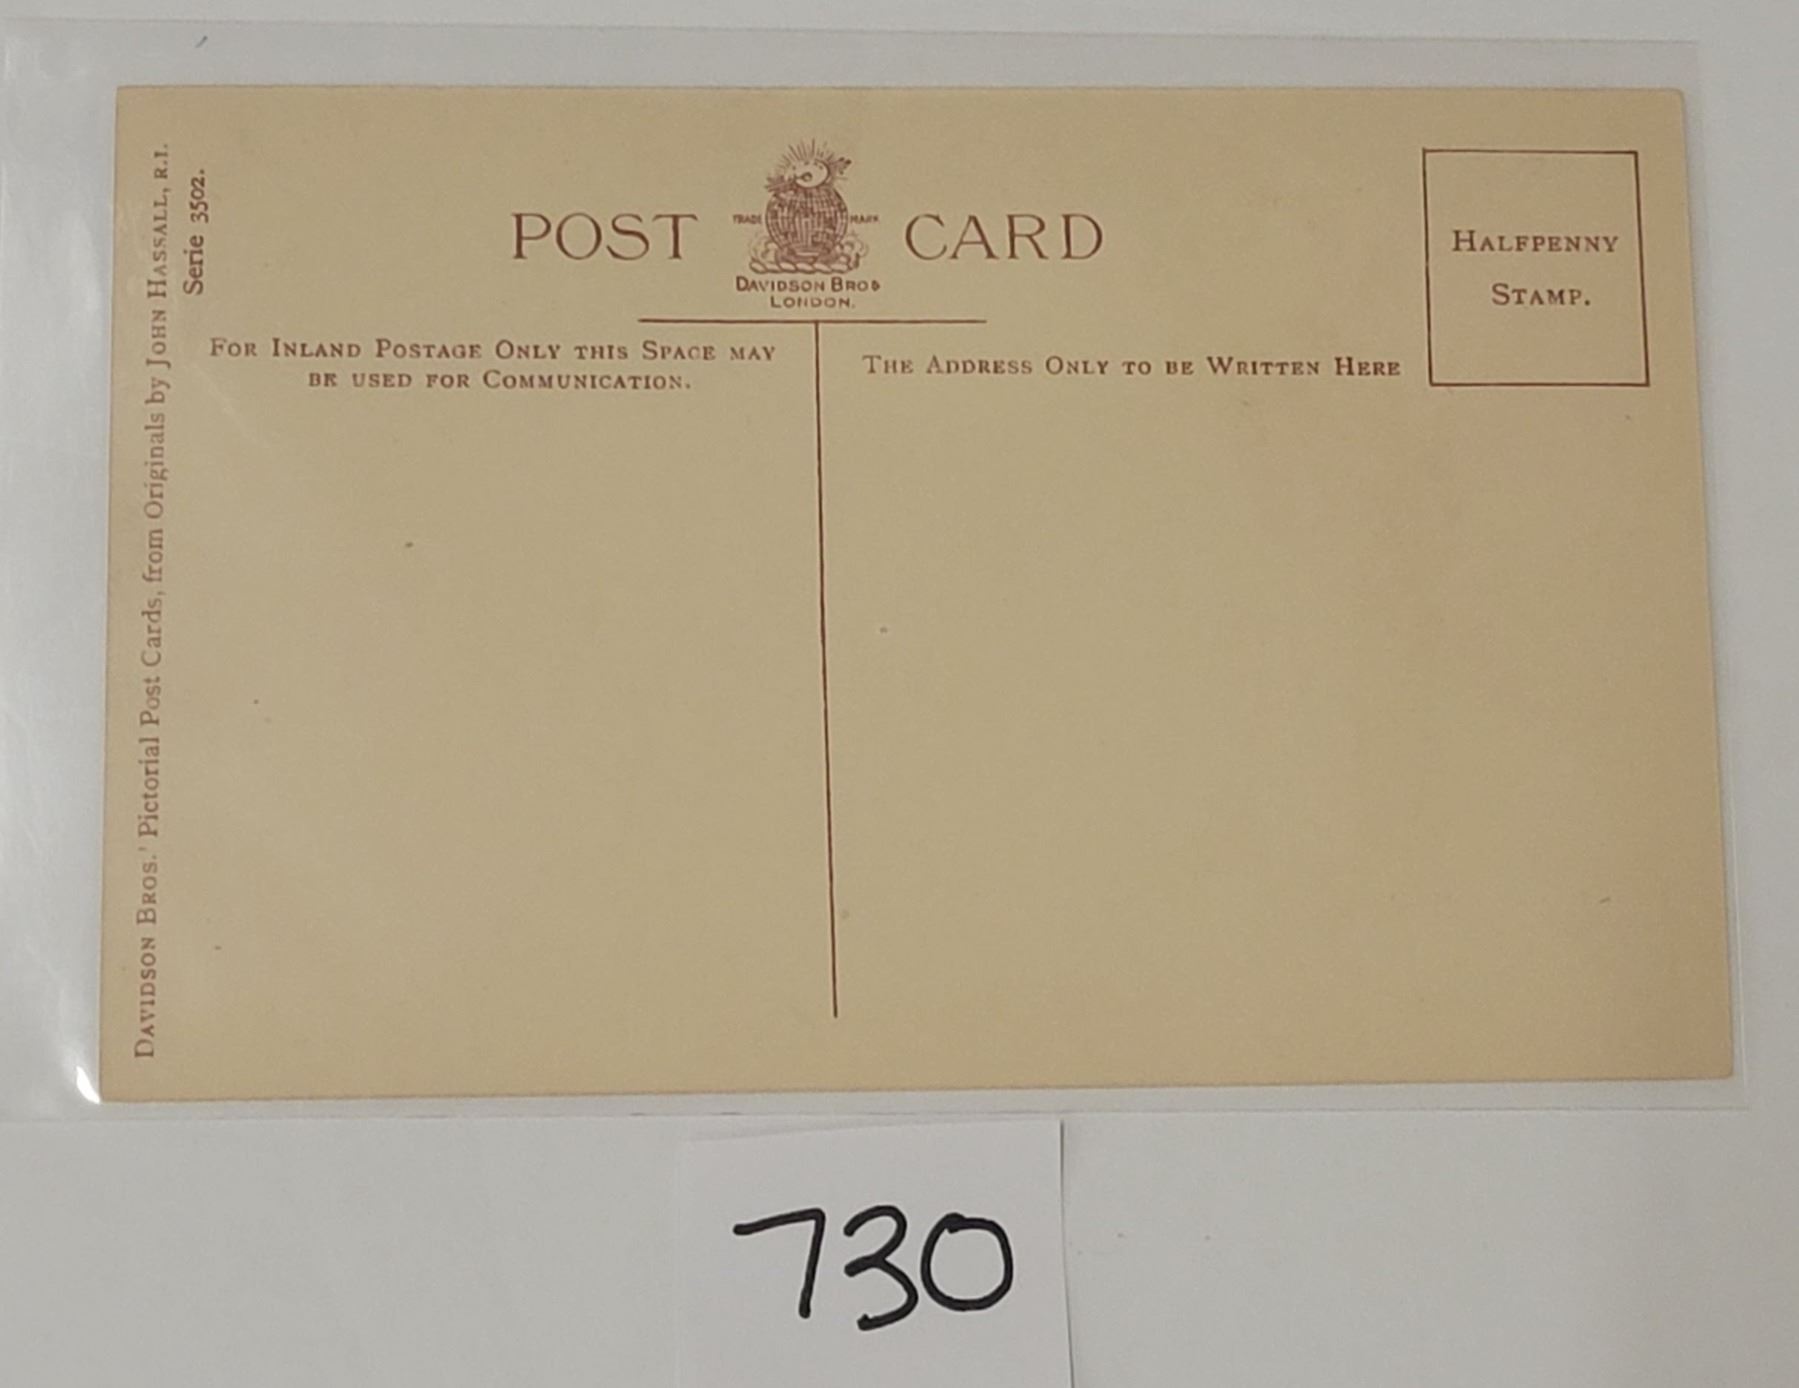 DAVIDSON BROS.' Pictorial Post Cards, from Originals by JOHN HASSALL, R.I.
Serie 3502.
POST CARD
TRADE MARK
DAVIDSON BROS
LONDON.
HALFPENNY
STAMP.
FOR INLAND POSTAGE ONLY THIS SPACE MAY
BE USED FOR COMMUNICATION.
THE ADDRESS ONLY TO BE WRITTEN HERE
730